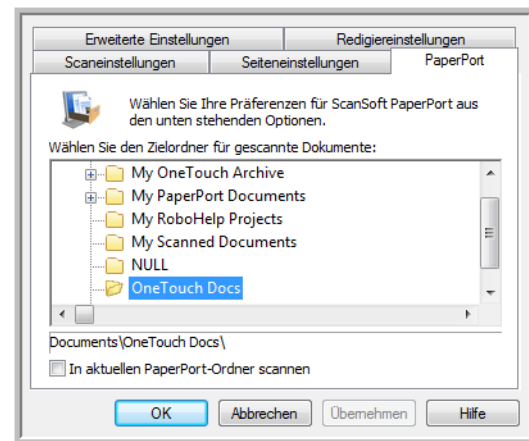 Erweiterte Einstellungen Redigiereinstellungen
Scaneinstellungen Seiteneinstellungen PaperPort
Wählen Sie Ihre Präferenzen für ScanSoft PaperPort aus
den unten stehenden Optionen.
Wählen Sie den Zielordner für gescannte Dokumente:
My OneTouch Archive
My PaperPort Documents
My RoboHelp Projects
My Scanned Documents
NULL
OneTouch Docs
Documents\OneTouch Docs\
In aktuellen PaperPort-Ordner scannen
OK Abbrechen Übernehmen Hilfe